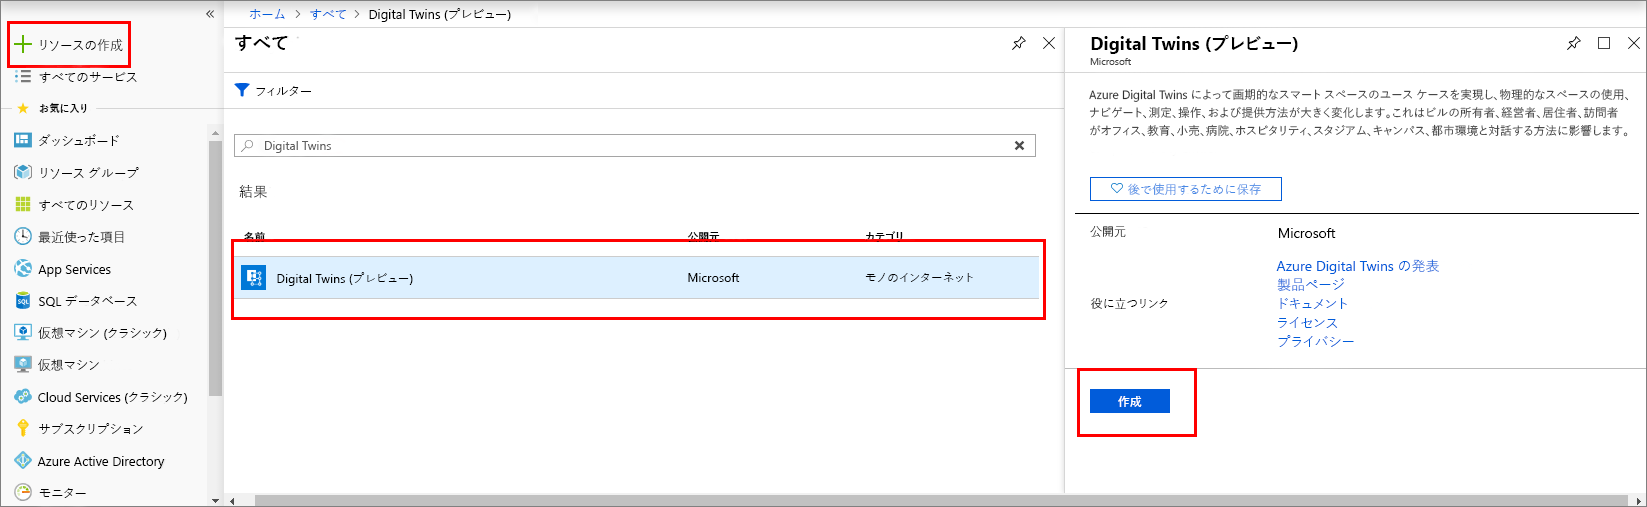 «
ホーム > すべて > Digital Twins (プレビュー)
リソースの作成
すべてのサービス
お気に入り
ダッシュボード
リソース グループ
すべてのリソース
最近使った項目
App Services
SQL データベース
仮想マシン (クラシック)
仮想マシン
Cloud Services (クラシック)
サブスクリプション
Azure Active Directory
モニター
すべて
フィルター
Digital Twins
結果
名前 公開元 カテゴリ
Digital Twins (プレビュー) Microsoft モノのインターネット
Digital Twins (プレビュー)
Microsoft
Azure Digital Twins によって画期的なスマート スペースのユース ケースを実現し、物理的なスペースの使用、
ナビゲート、測定、操作、および提供方法が大きく変化します。これはビルの所有者、経営者、居住者、訪問者
がオフィス、教育、小売、病院、ホスピタリティ、スタジアム、キャンパス、都市環境と対話する方法に影響します。
後で使用するために保存
公開元 Microsoft
役に立つリンク
Azure Digital Twins の発表
製品ページ
ドキュメント
ライセンス
プライバシー
作成